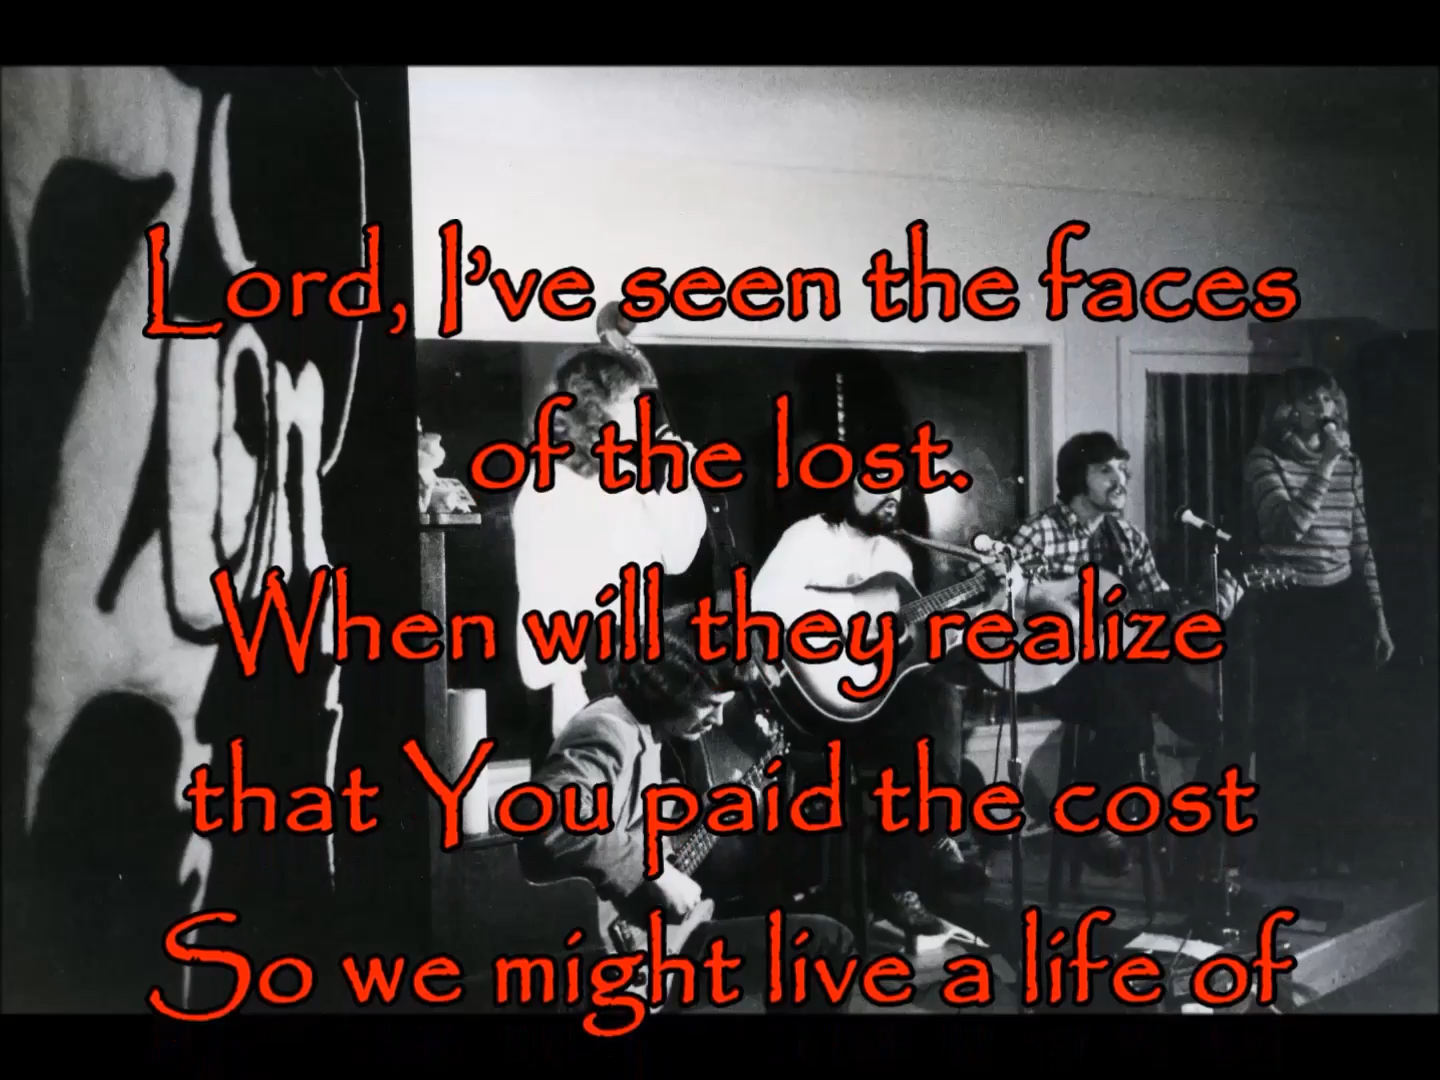 Lord, I've seen the faces
of the lost.
When will they realize
that You paid the cost
So we might live a life of